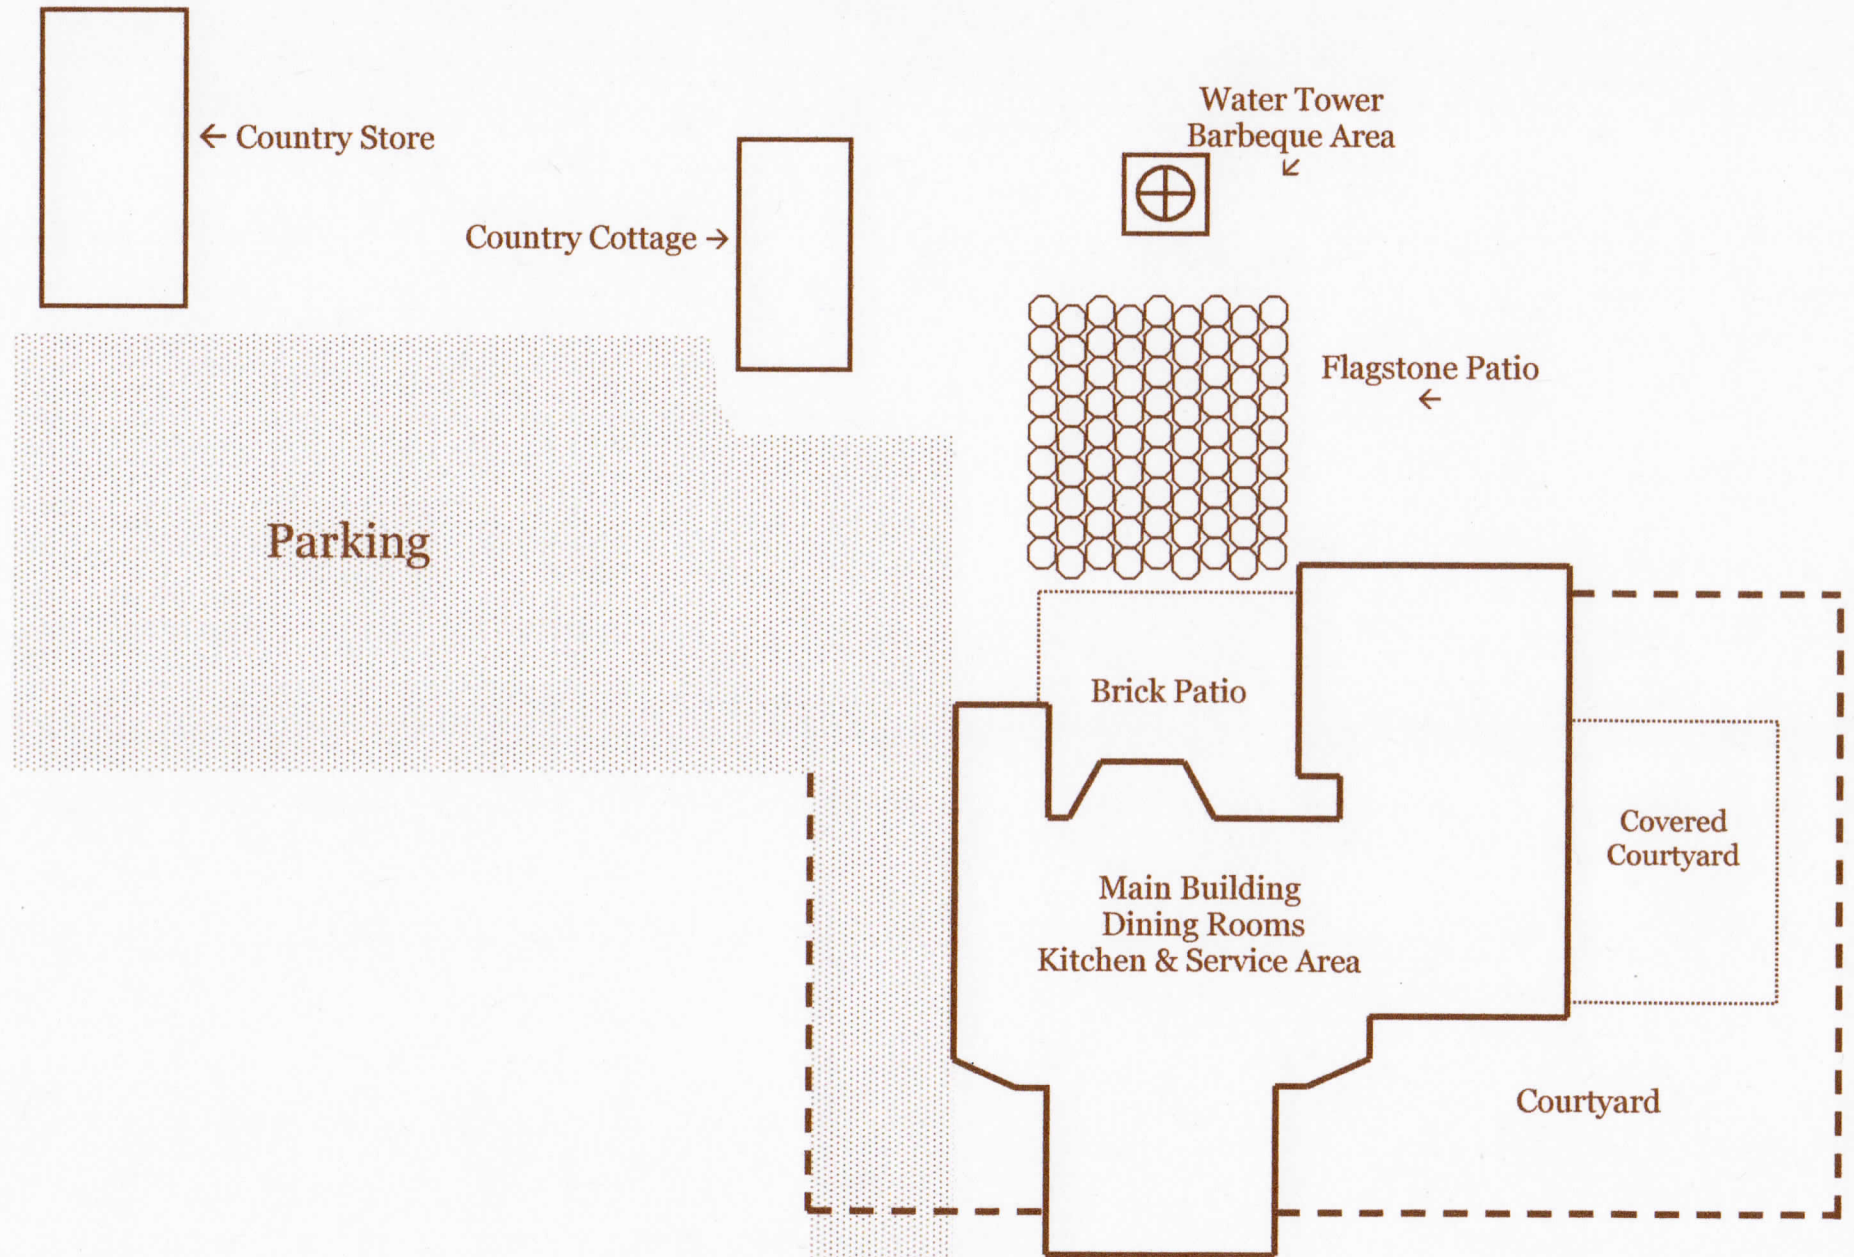 Water Tower
Barbeque Area
↙
← Country Store
Country Cottage →
Flagstone Patio
←
Parking
Brick Patio
Covered
Courtyard
Main Building
Dining Rooms
Kitchen & Service Area
Courtyard